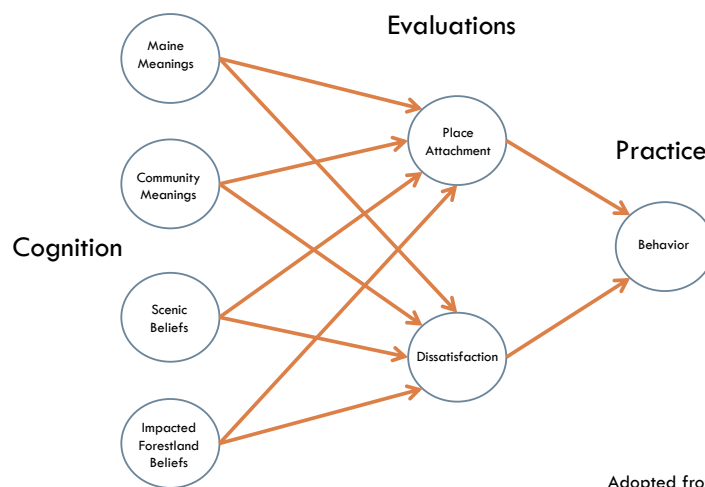 Evaluations
Maine
Meanings
Place
Attachment
Practice
Community
Meanings
Cognition
Behavior
Scenic
Beliefs
Dissatisfaction
Impacted
Forestland
Beliefs
Adopted fro